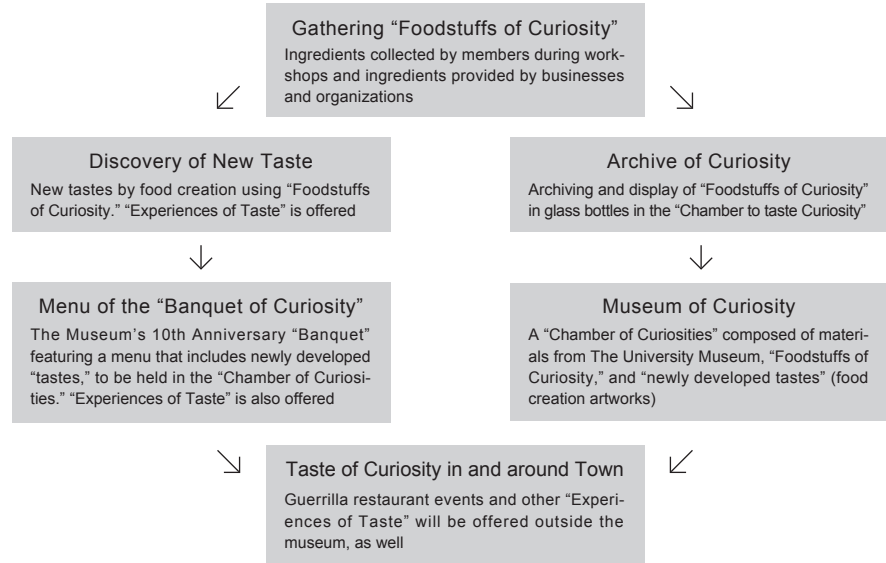 Gathering “Foodstuffs of Curiosity”
Ingredients collected by members during work-
shops and ingredients provided by businesses
and organizations
Discovery of New Taste
New tastes by food creation using “Foodstuffs
of Curiosity.” “Experiences of Taste” is offered
Archive of Curiosity
Archiving and display of “Foodstuffs of Curiosity”
in glass bottles in the “Chamber to taste Curiosity”
Menu of the “Banquet of Curiosity”
The Museum’s 10th Anniversary “Banquet”
featuring a menu that includes newly developed
“tastes,” to be held in the “Chamber of Curiosi-
ties.” “Experiences of Taste” is also offered
Museum of Curiosity
A “Chamber of Curiosities” composed of materi-
als from The University Museum, “Foodstuffs of
Curiosity,” and “newly developed tastes” (food
creation artworks)
Taste of Curiosity in and around Town
Guerrilla restaurant events and other “Experi-
ences of Taste” will be offered outside the
museum, as well